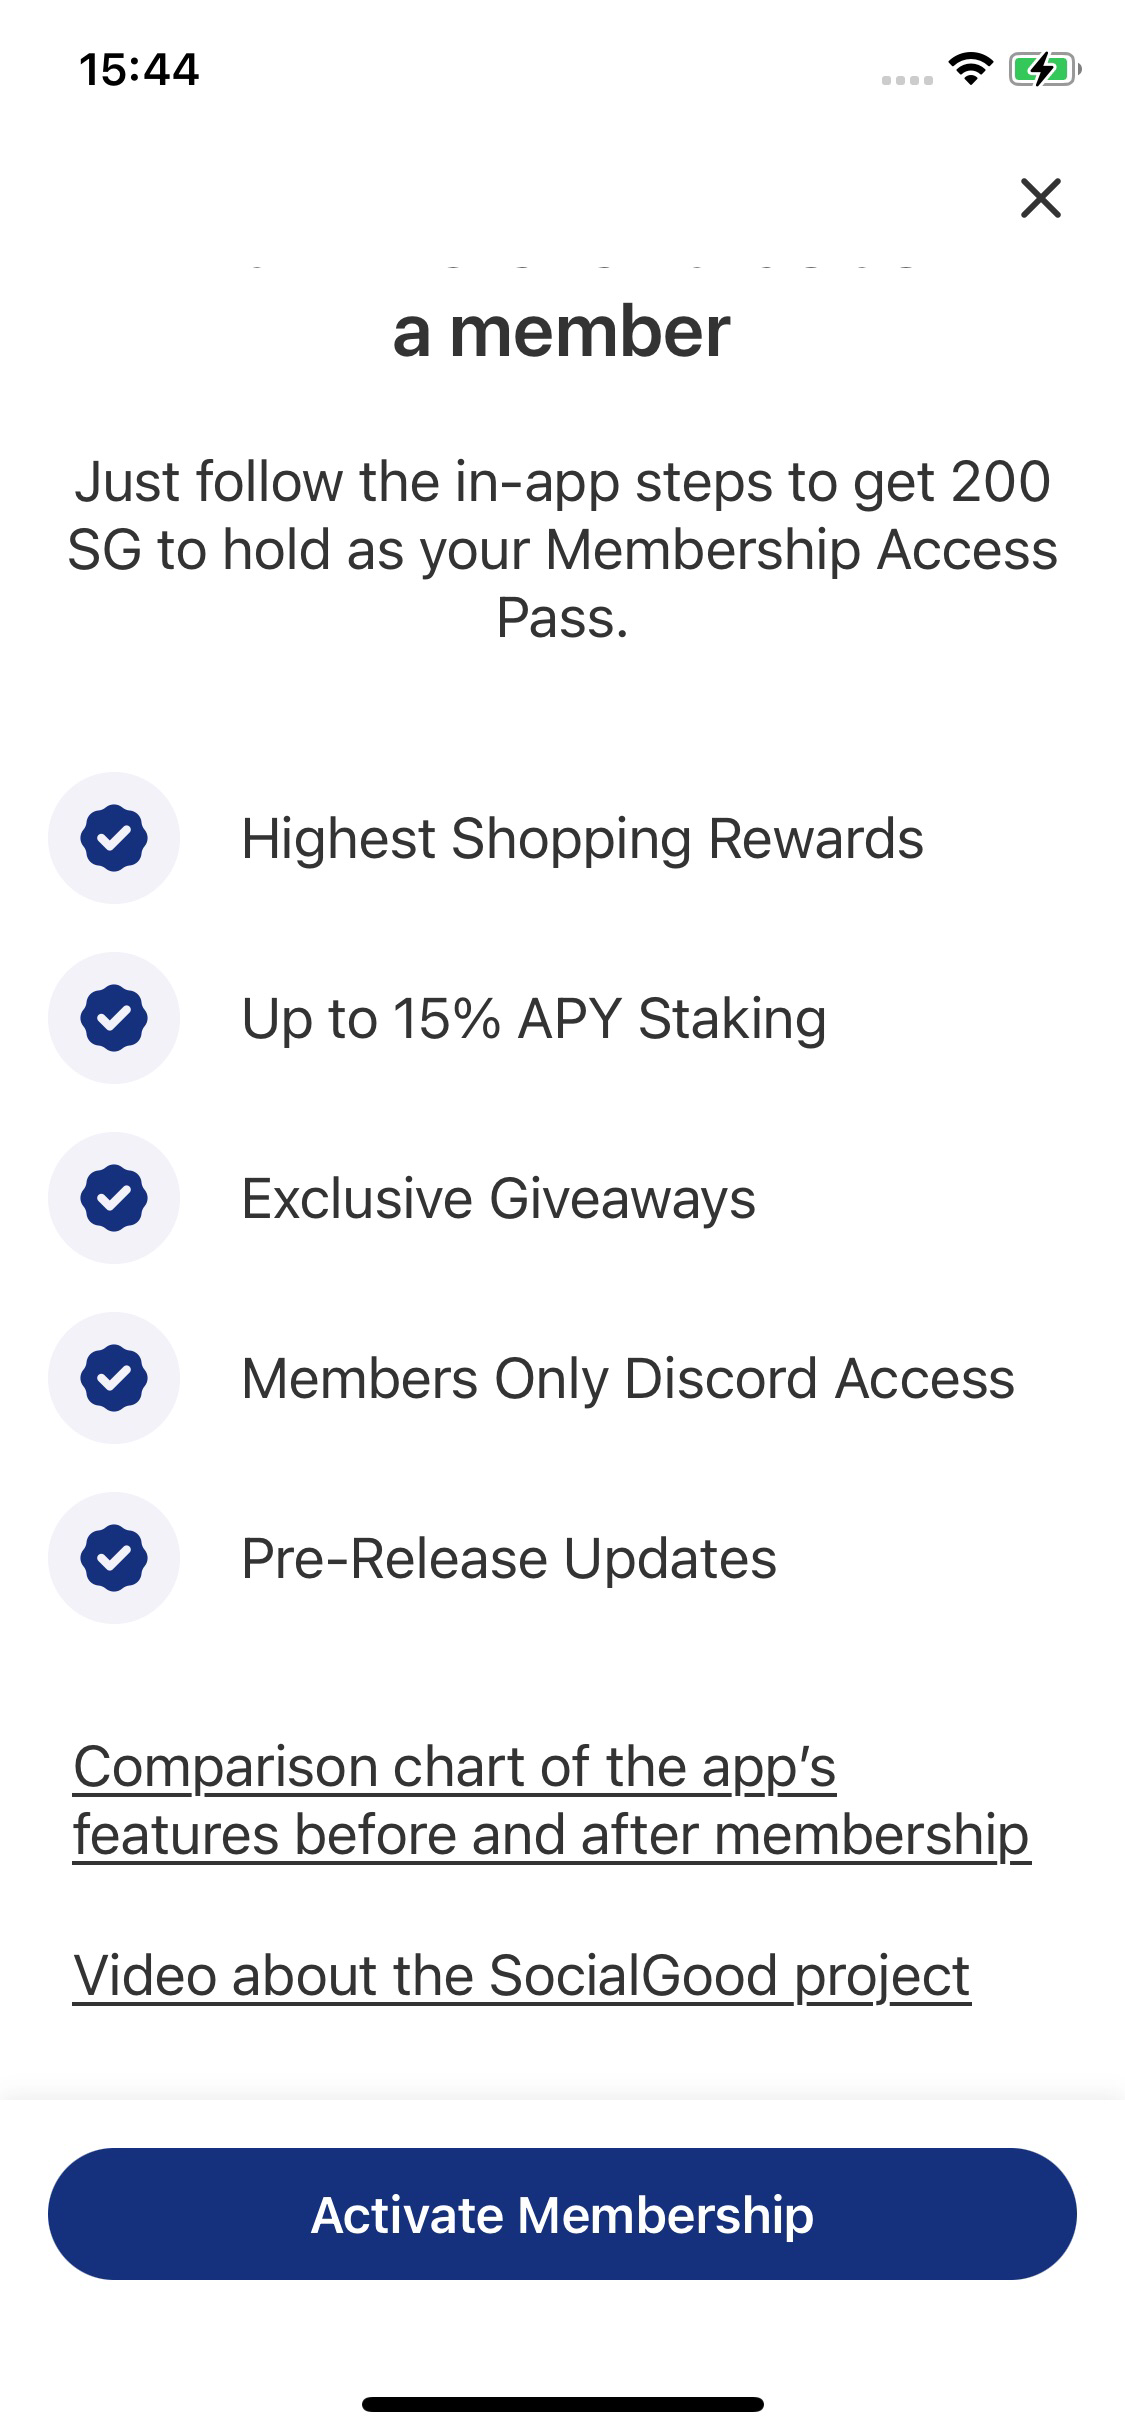 15:44
a member
Just follow the in-app steps to get 200
SG to hold as your Membership Access
Pass.
Highest Shopping Rewards
Up to 15% APY Staking
Exclusive Giveaways
Members Only Discord Access
Pre-Release Updates
Comparison chart of the app’s
features before and after membership
Video about the SocialGood project
Activate Membership